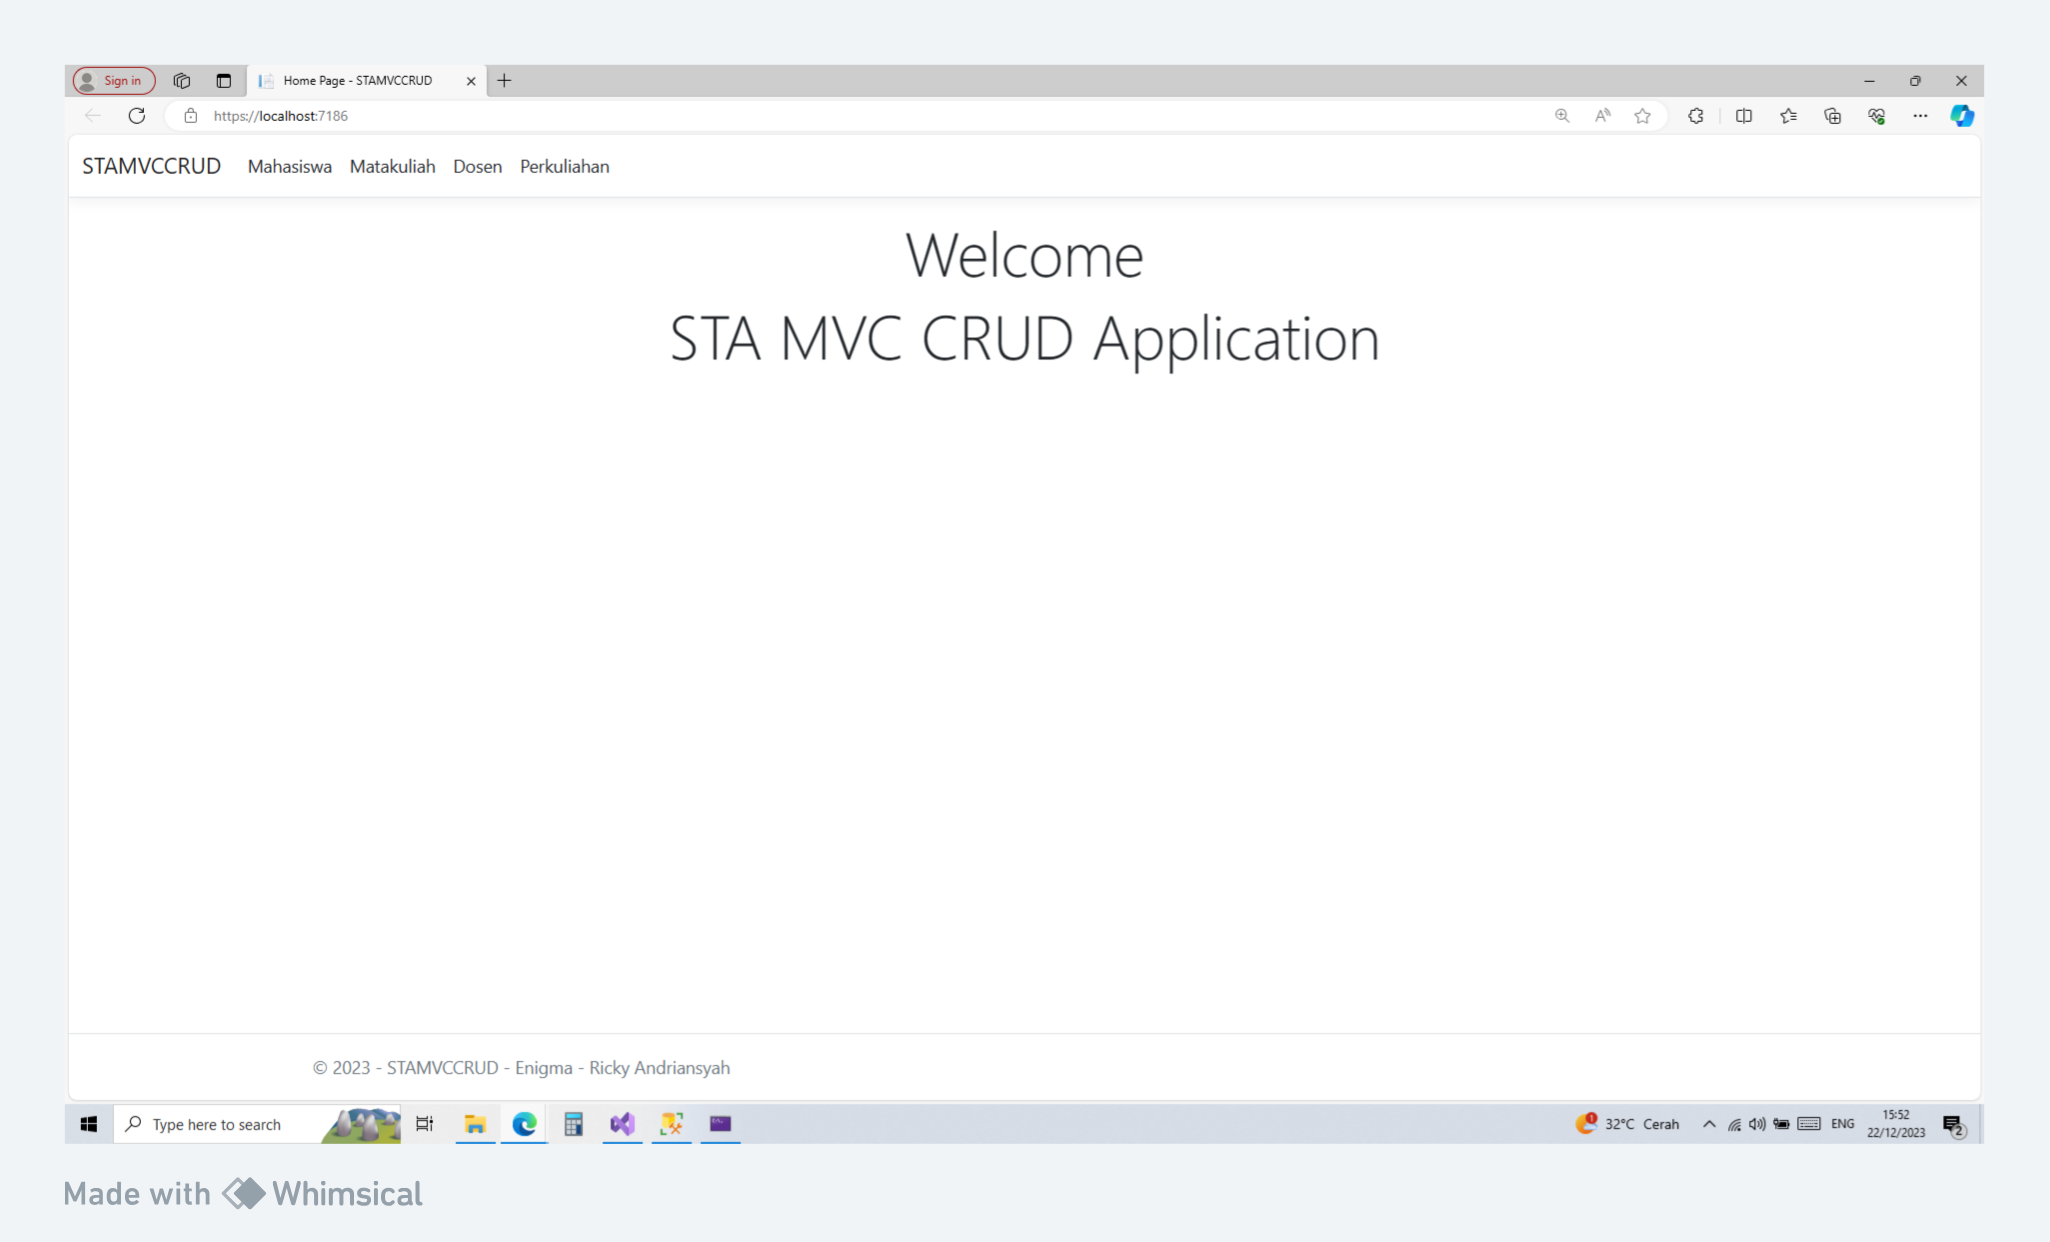 Sign in
Home Page - STAMVCCRUD
https://localhost:7186
STAMVCCRUD Mahasiswa Matakuliah Dosen Perkuliahan
Welcome
STA MVC CRUD Application
© 2023 - STAMVCCRUD - Enigma - Ricky Andriansyah
Type here to search
1
32°C Cerah
ENG
15:52
22/12/2023
2
Made with Whimsical